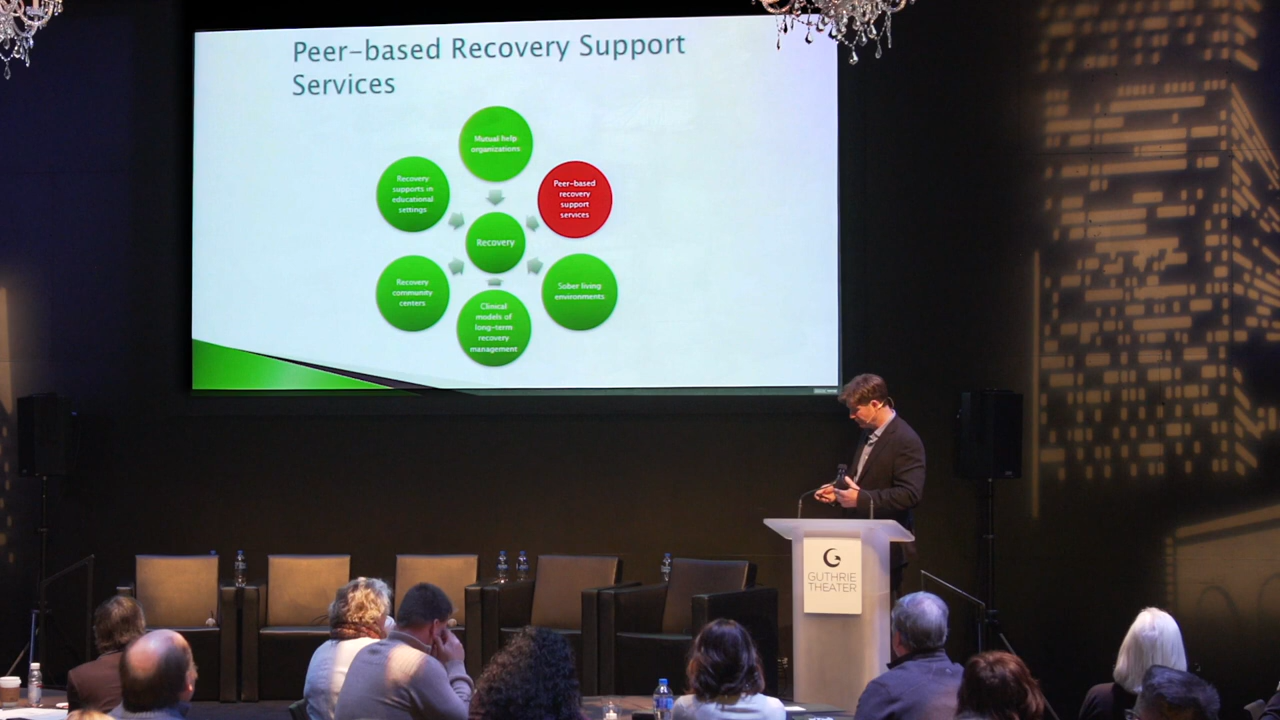 Peer-based Recovery Support
Services
Mutual help
organizations
Recovery
supports in
educational
settings
Peer-based
recovery
support
services
Recovery
Recovery
community
centers
Sober living
environments
Clinical
models of
long-term
recovery
management
GUTHRIE
THEATER